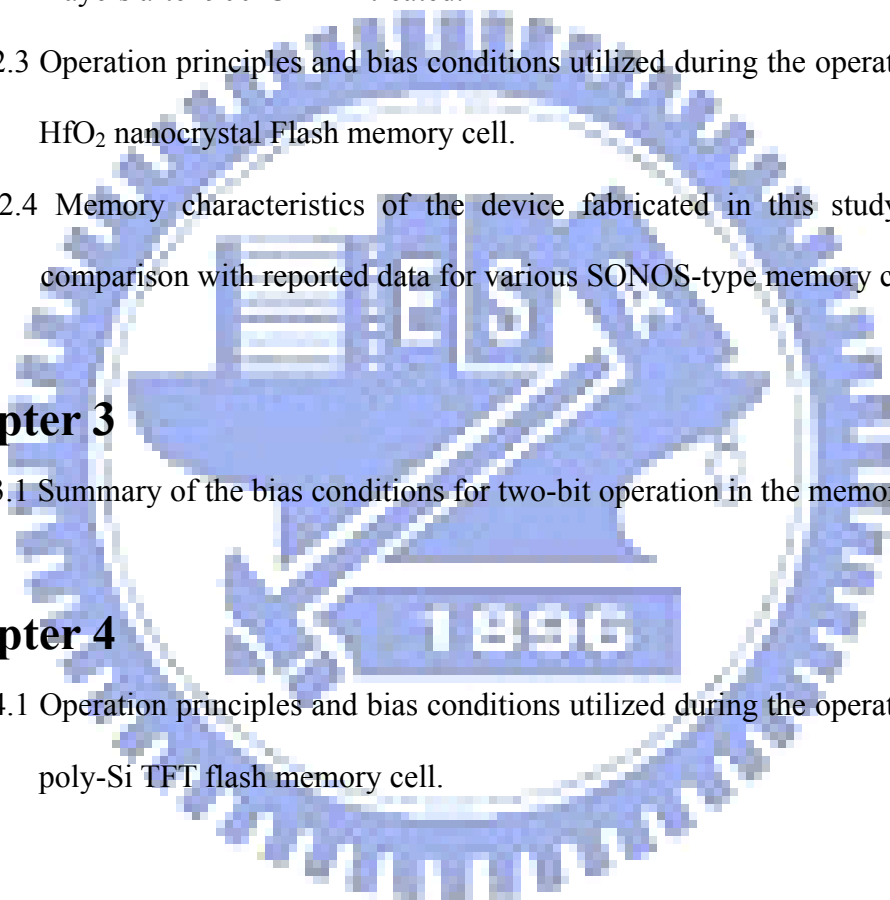 2.3 Operation principles and bias conditions utilized during the operat
HfO₂ nanocrystal Flash memory cell.
2.4 Memory characteristics of the device fabricated in this study
comparison with reported data for various SONOS-type memory c
ES
pter 3
3.1 Summary of the bias conditions for two-bit operation in the memor
1896
pter 4
4.1 Operation principles and bias conditions utilized during the operat
poly-Si TFT flash memory cell.